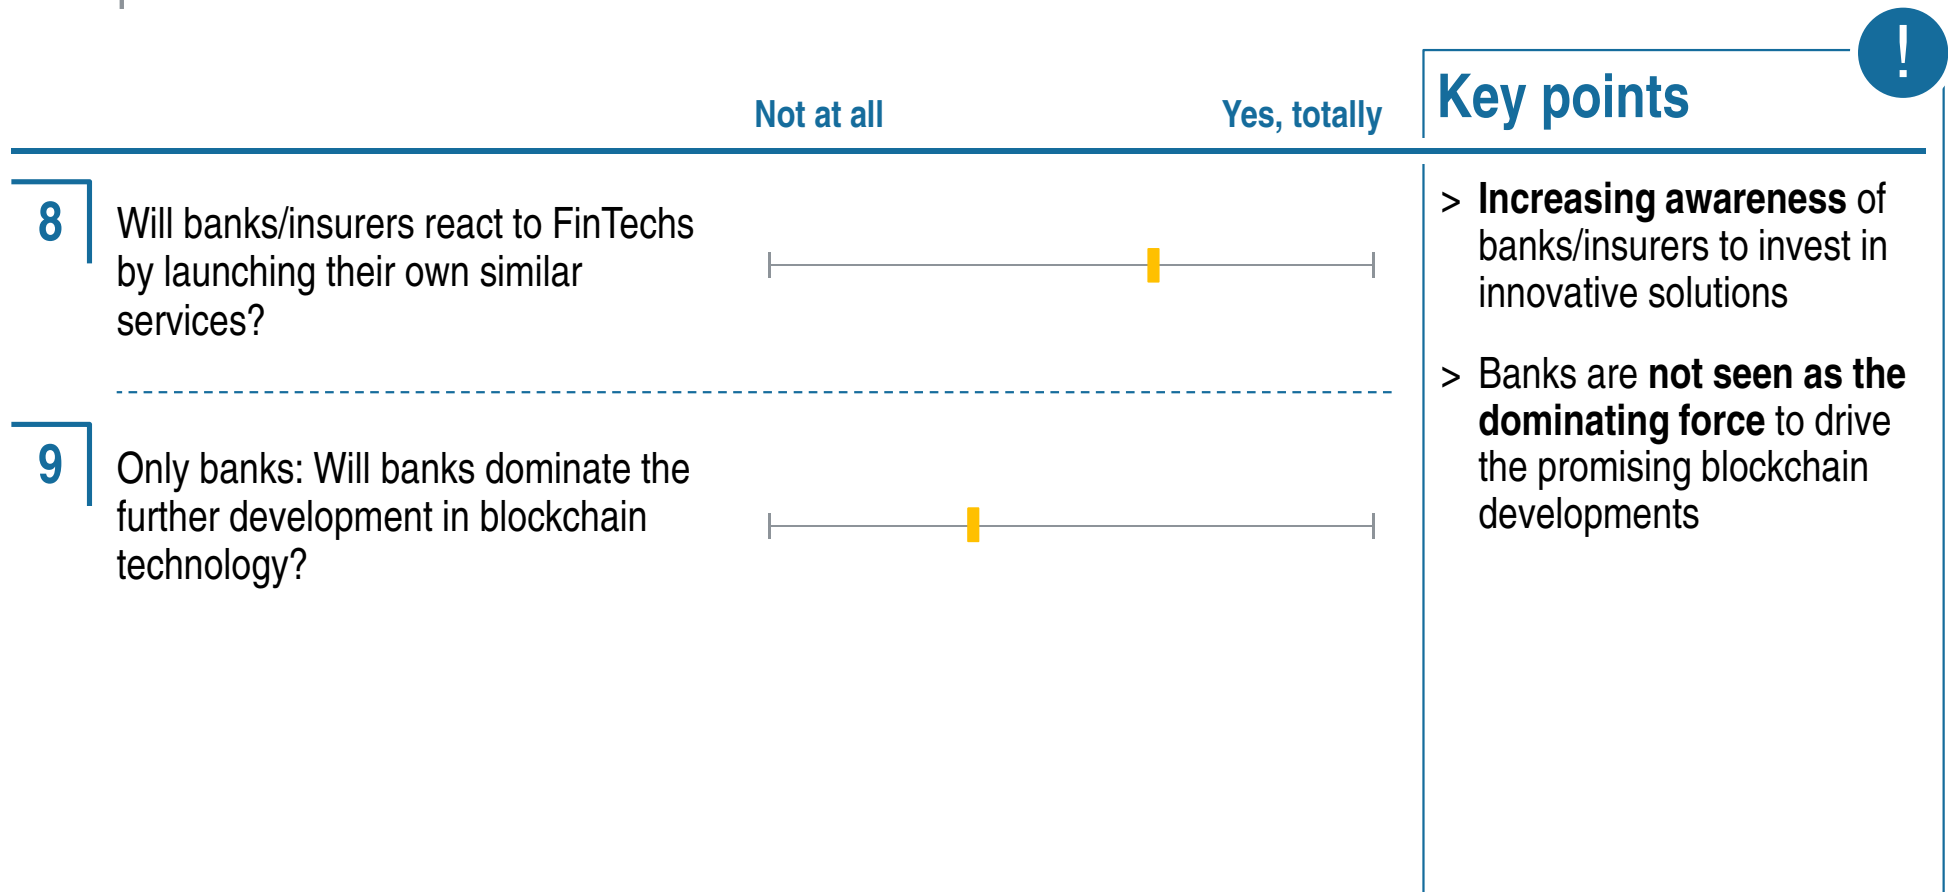 !
Not at all
Yes, totally
Key points
8
Will banks/insurers react to FinTechs
by launching their own similar
services?
9
Only banks: Will banks dominate the
further development in blockchain
technology?
> Increasing awareness of
banks/insurers to invest in
innovative solutions
> Banks are not seen as the
dominating force to drive
the promising blockchain
developments